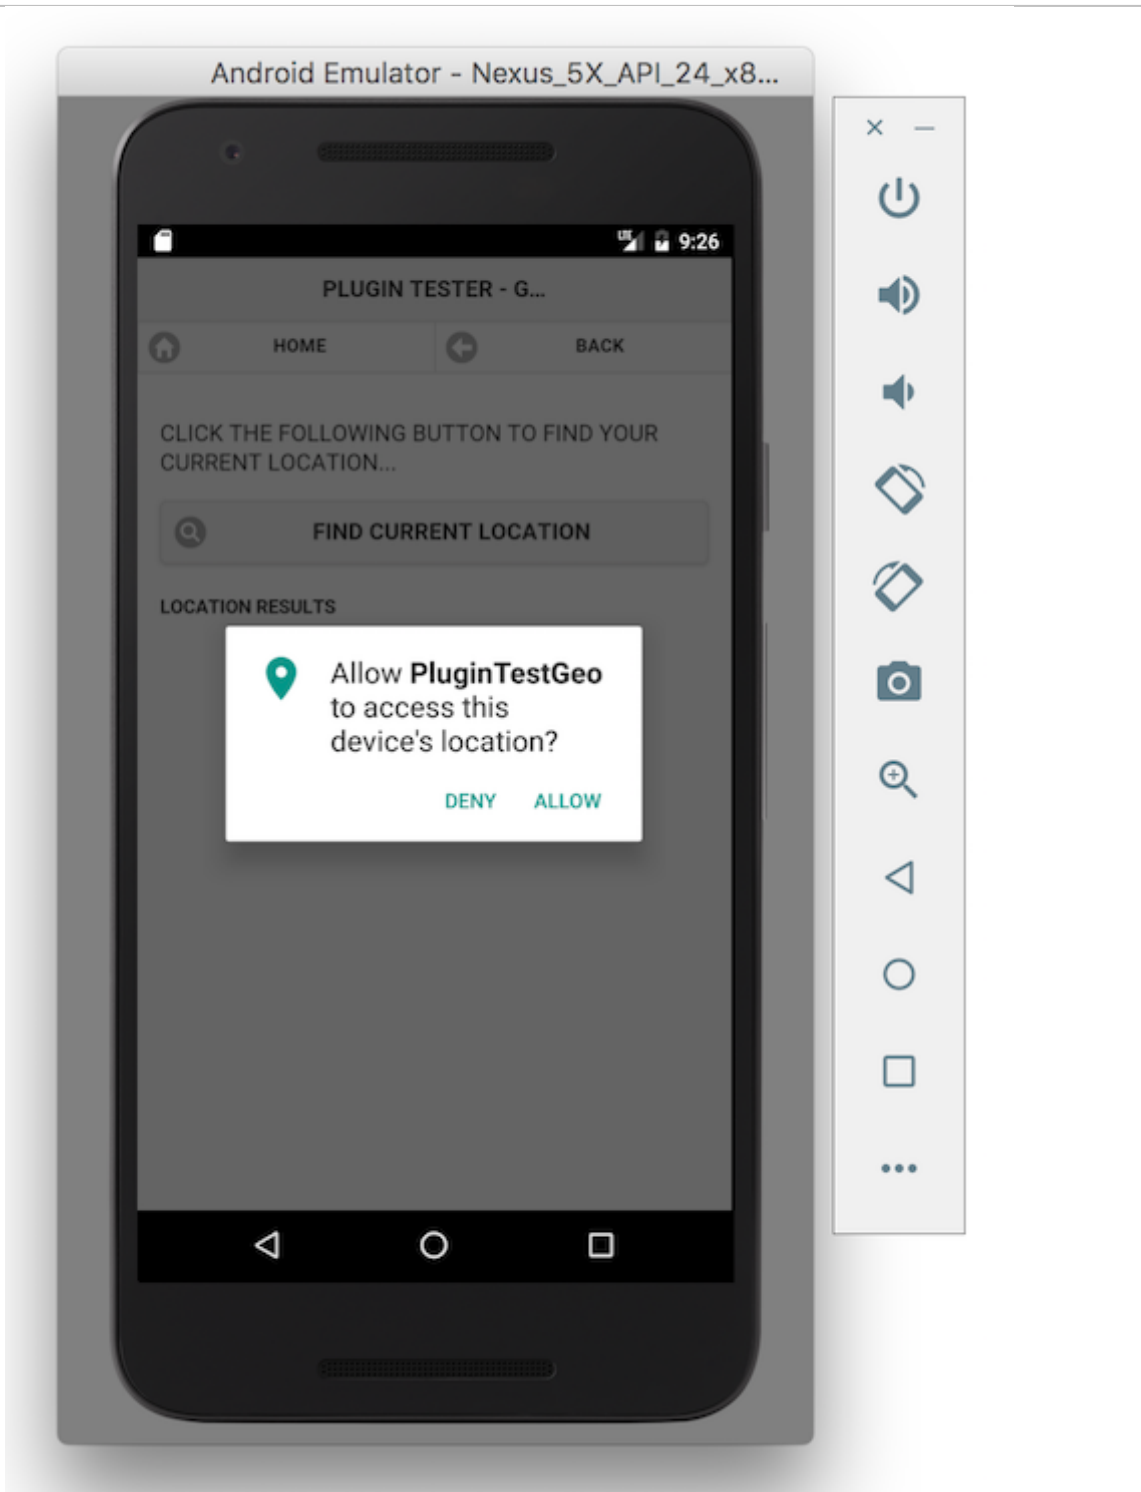 Android Emulator - Nexus_5X_API_24_x8...
LTE 9:26
PLUGIN TESTER - G...
HOME BACK
CLICK THE FOLLOWING BUTTON TO FIND YOUR
CURRENT LOCATION...
FIND CURRENT LOCATION
LOCATION RESULTS
Allow PluginTestGeo
to access this
device's location?
DENY ALLOW